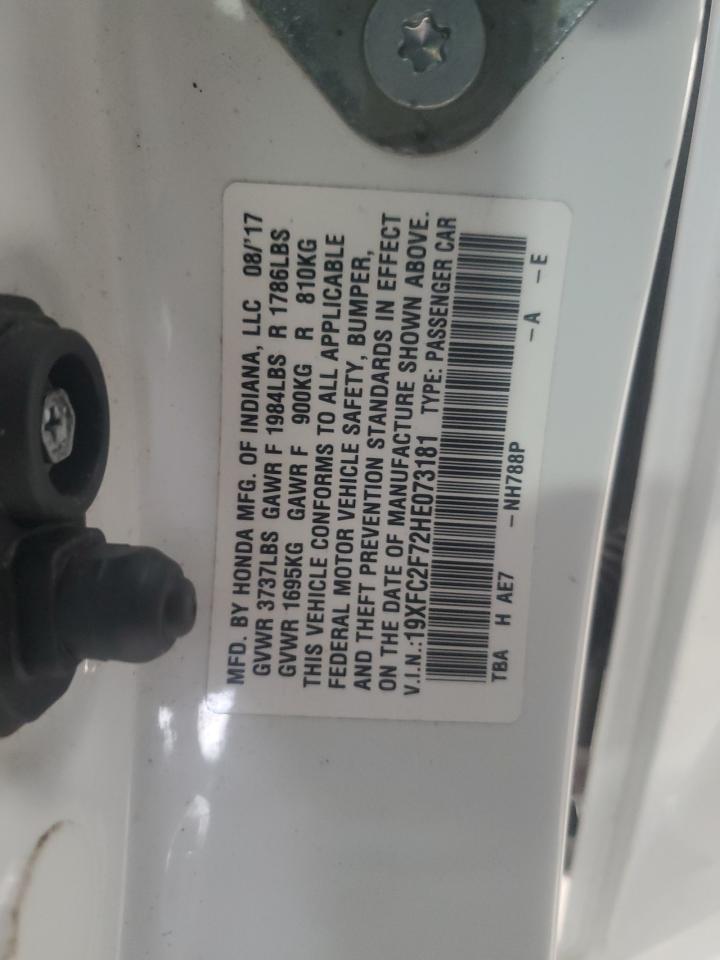 MFD. BY HONDA MFG. OF INDIANA, LLC 08/'17
GVWR 3737LBS GAWR F 1984LBS R 1786LBS
GVWR 1695KG GAWR F 900KG R 810KG
THIS VEHICLE CONFORMS TO ALL APPLICABLE
FEDERAL MOTOR VEHICLE SAFETY, BUMPER,
AND THEFT PREVENTION STANDARDS IN EFFECT
ON THE DATE OF MANUFACTURE SHOWN ABOVE.
V.I.N.:19XFC2F72HE073181 TYPE: PASSENGER CAR
TBA H AE7 – NH788P – A – E